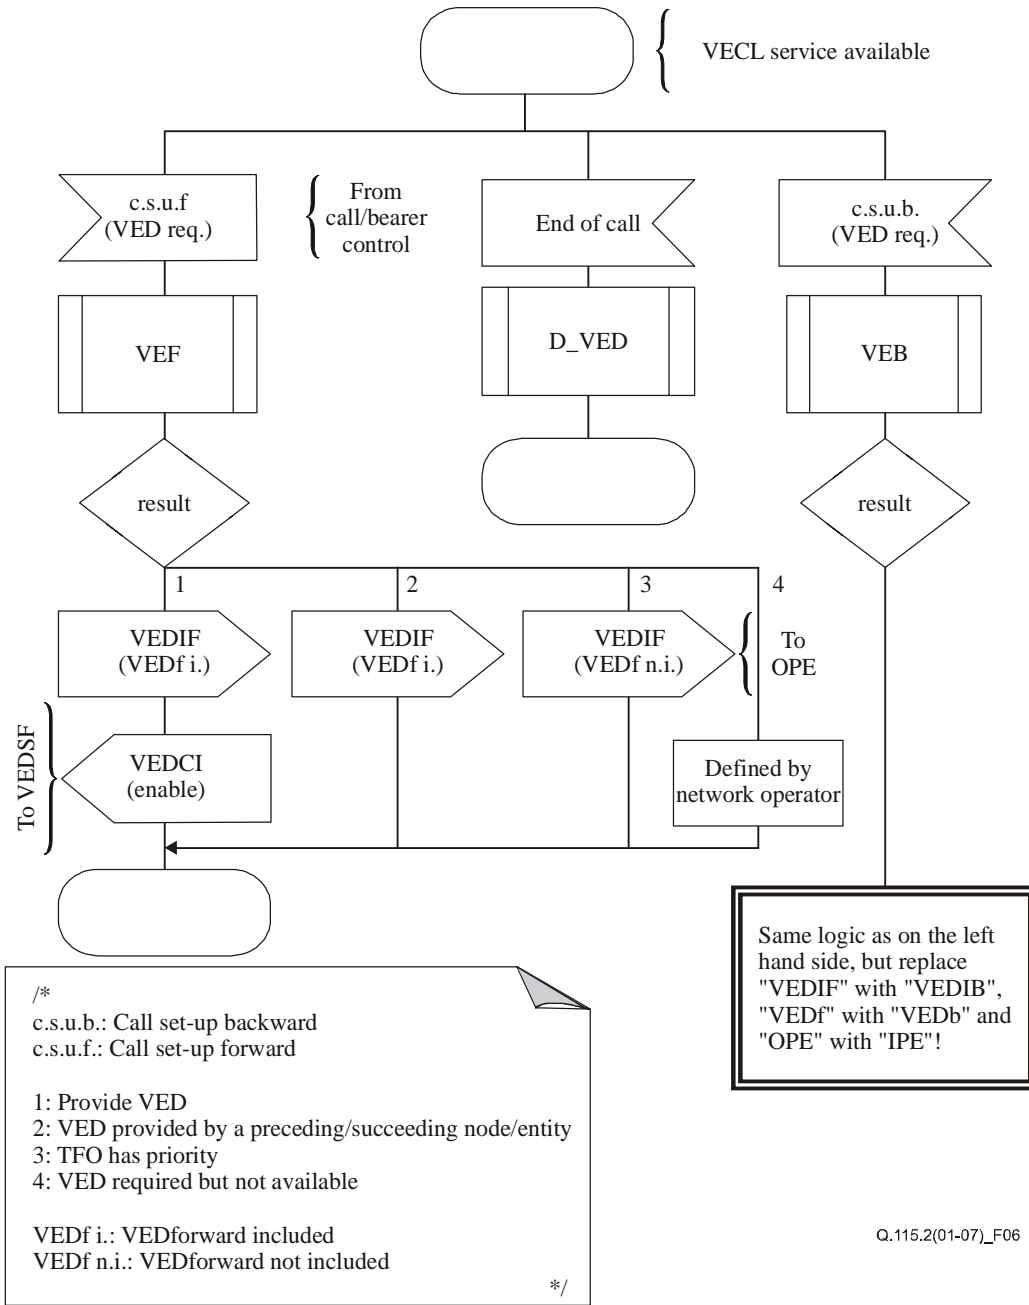 VECL service available
c.s.u.f
(VED req.)
From
call/bearer
control
End of call
c.s.u.b.
(VED req.)
VEF
D_VED
VEB
result
result
1
2
3
4
VEDIF
(VEDf i.)
VEDIF
(VEDf i.)
VEDIF
(VEDf n.i.)
To
OPE
To VEDSF
VEDCI
(enable)
Defined by
network operator
Same logic as on the left
hand side, but replace
"VEDIF" with "VEDIB",
"VEDf" with "VEDb" and
"OPE" with "IPE"!
/*
c.s.u.b.: Call set-up backward
c.s.u.f.: Call set-up forward
1: Provide VED
2: VED provided by a preceding/succeeding node/entity
3: TFO has priority
4: VED required but not available
VEDf i.: VEDforward included
VEDf n.i.: VEDforward not included
*/
Q.115.2(01-07)_F06